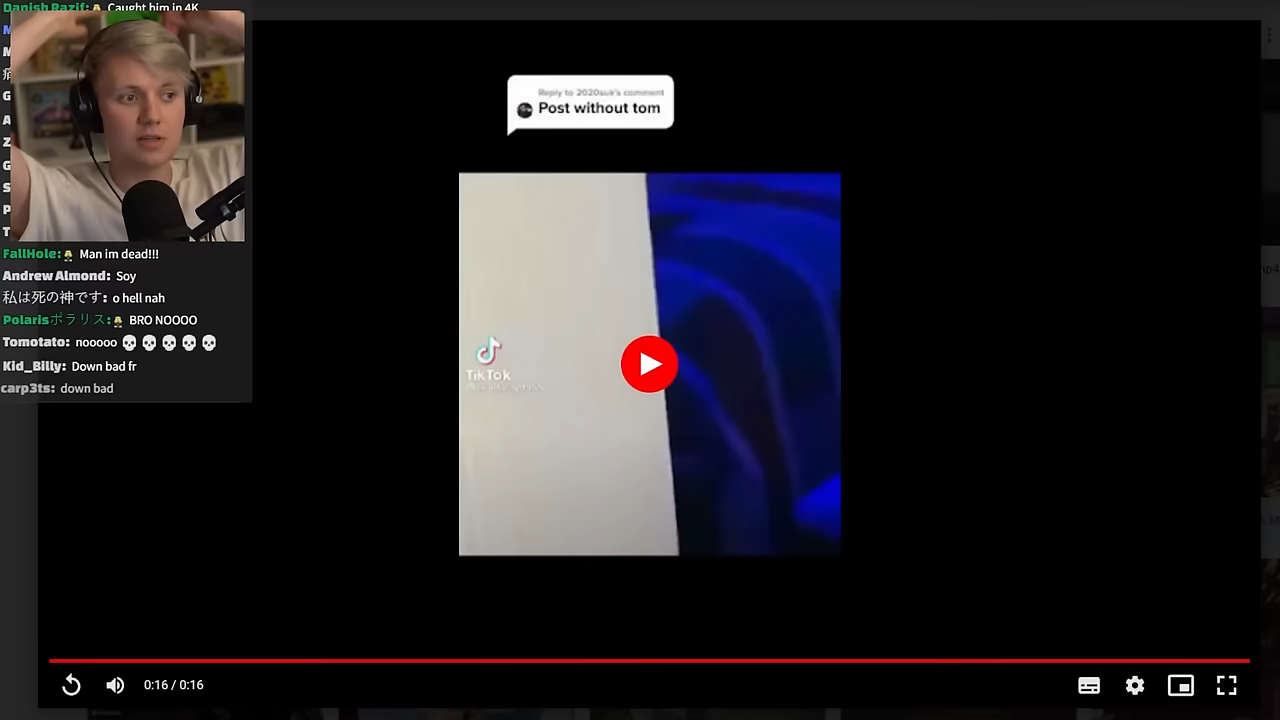 Danish Razif: Caught him in 4K
M
M
痛
G
A
Z
G
S
P
T
FallHole: Man im dead!!!
Andrew Almond: Soy
私は死の神です: o hell nah
Polarisポラリス: BRO NOOOO
Tomotato: nooooo 💀 💀 💀 💀 💀
Kid_Billy: Down bad fr
carp3ts: down bad
Reply to 2020suk's comment
Post without tom
TikTok
0:16 / 0:16